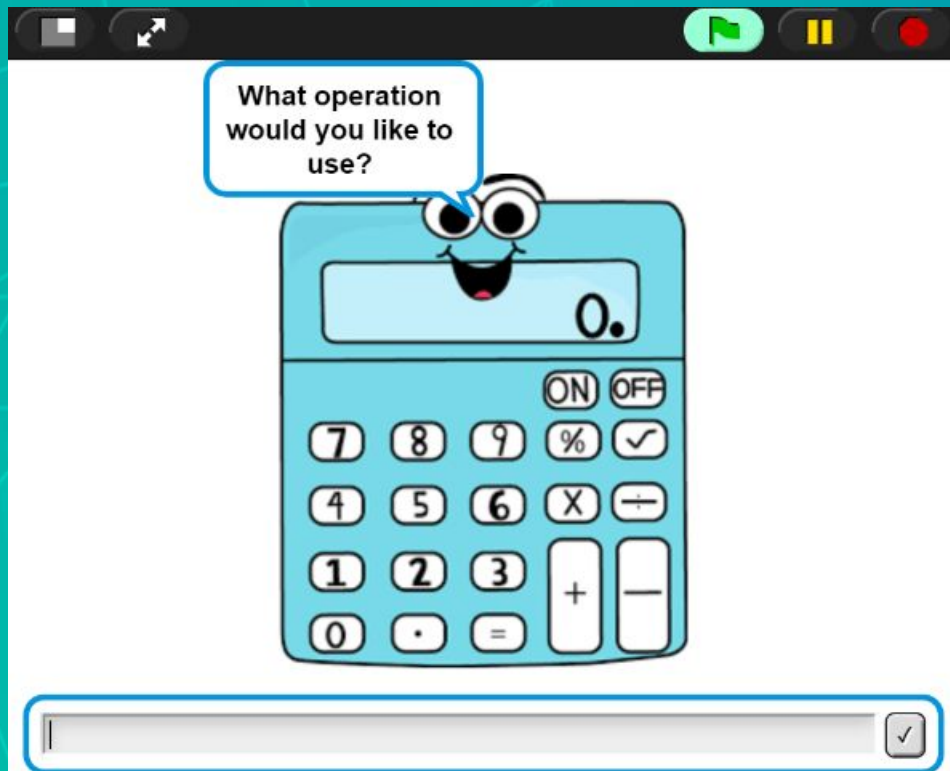 What operation
would you like to
use?
0.
ON OFF
7 8 9 % √
4 5 6 X ÷
1 2 3
+ —
0 . =
✓